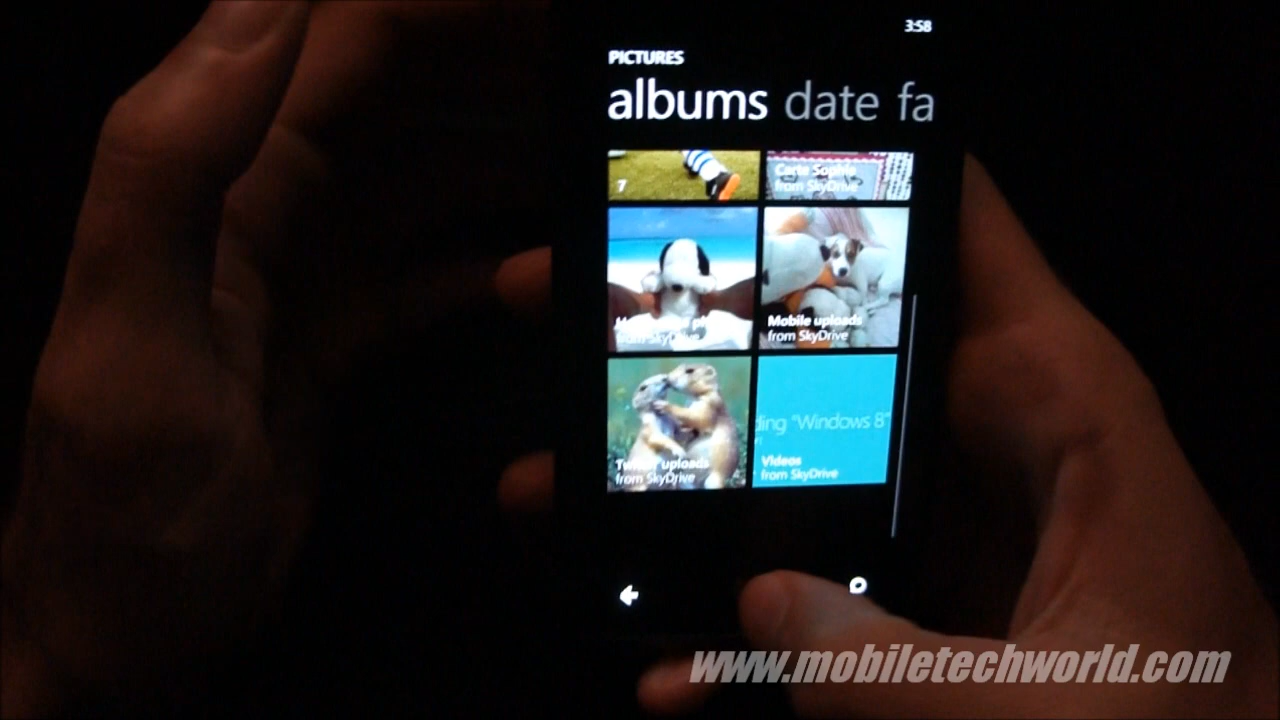 3:58
PICTURES
albums date fa
7
Carte Sophie
from SkyDrive
from SkyDrive
Mobile uploads
from SkyDrive
uploads
from SkyDrive
ding "Windows 8"
Videos
from SkyDrive
www.mobiletechworld.com